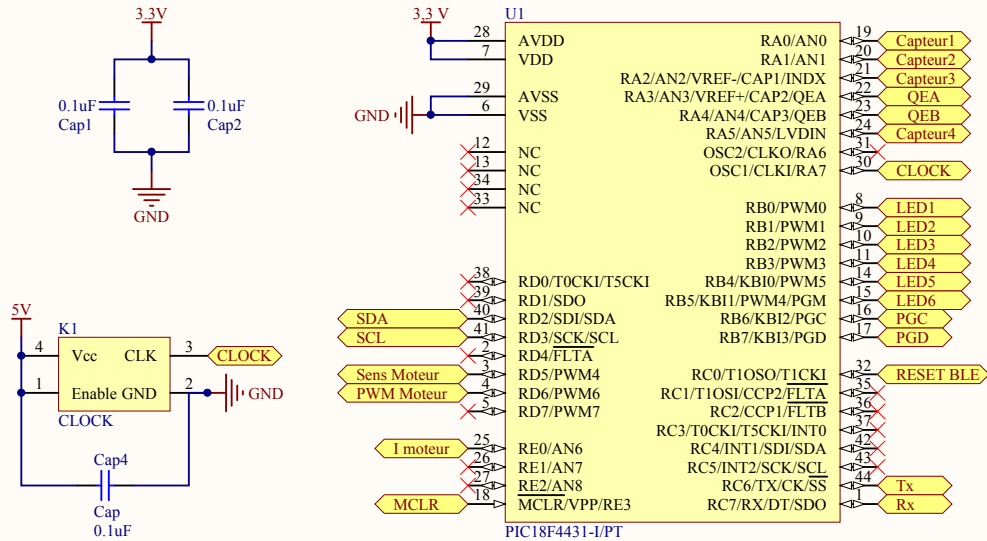 3.3V
0.1uF
Cap1
0.1uF
Cap2
GND
5V
K1
4 Vcc CLK 3 CLOCK
1 Enable GND 2 GND
CLOCK
Cap4
Cap
0.1uF
3.3 V
U1
28 AVDD
7 VDD
29 AVSS
GND 6 VSS
12 NC
13 NC
34 NC
33 NC
38 RD0/T0CKI/T5CKI
39 RD1/SDO
SDA 40 RD2/SDI/SDA
SCL 41 RD3/SCK/SCL
2 RD4/FLTA
Sens Moteur 3 RD5/PWM4
PWM Moteur 4 RD6/PWM6
5 RD7/PWM7
I moteur 25 RE0/AN6
26 RE1/AN7
27 RE2/AN8
MCLR 18 MCLR/VPP/RE3
RA0/AN0 19 Capteur1
RA1/AN1 20 Capteur2
RA2/AN2/VREF-/CAP1/INDX 21 Capteur3
RA3/AN3/VREF+/CAP2/QEA 22 QEA
RA4/AN4/CAP3/QEB 23 QEB
RA5/AN5/LVDIN 24 Capteur4
OSC2/CLKO/RA6 31
OSC1/CLKI/RA7 30 CLOCK
RB0/PWM0 8 LED1
RB1/PWM1 9 LED2
RB2/PWM2 10 LED3
RB3/PWM3 11 LED4
RB4/KBI0/PWM5 14 LED5
RB5/KBI1/PWM4/PGM 15 LED6
RB6/KBI2/PGC 16 PGC
RB7/KBI3/PGD 17 PGD
RC0/T1OSO/T1CKI 32 RESET BLE
RC1/T1OSI/CCP2/FLTA 35
RC2/CCP1/FLTB 36
RC3/T0CKI/T5CKI/INT0 37
RC4/INT1/SDI/SDA 42
RC5/INT2/SCK/SCL 43
RC6/TX/CK/SS 44 Tx
RC7/RX/DT/SDO 1 Rx
PIC18F4431-I/PT